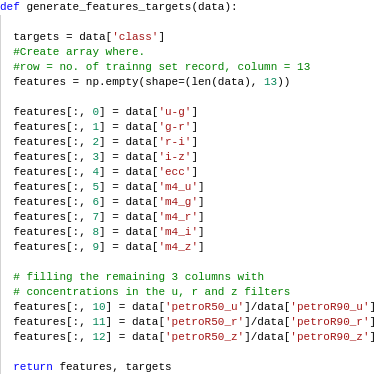 def generate_features_targets(data):
targets = data['class']
#Create array where.
#row = no. of trainng set record, column = 13
features = np.empty(shape=(len(data), 13))
features[:, 0] = data['u-g']
features[:, 1] = data['g-r']
features[:, 2] = data['r-i']
features[:, 3] = data['i-z']
features[:, 4] = data['ecc']
features[:, 5] = data['m4_u']
features[:, 6] = data['m4_g']
features[:, 7] = data['m4_r']
features[:, 8] = data['m4_i']
features[:, 9] = data['m4_z']
# filling the remaining 3 columns with
# concentrations in the u, r and z filters
features[:, 10] = data['petroR50_u']/data['petroR90_u']
features[:, 11] = data['petroR50_r']/data['petroR90_r']
features[:, 12] = data['petroR50_z']/data['petroR90_z']
return features, targets